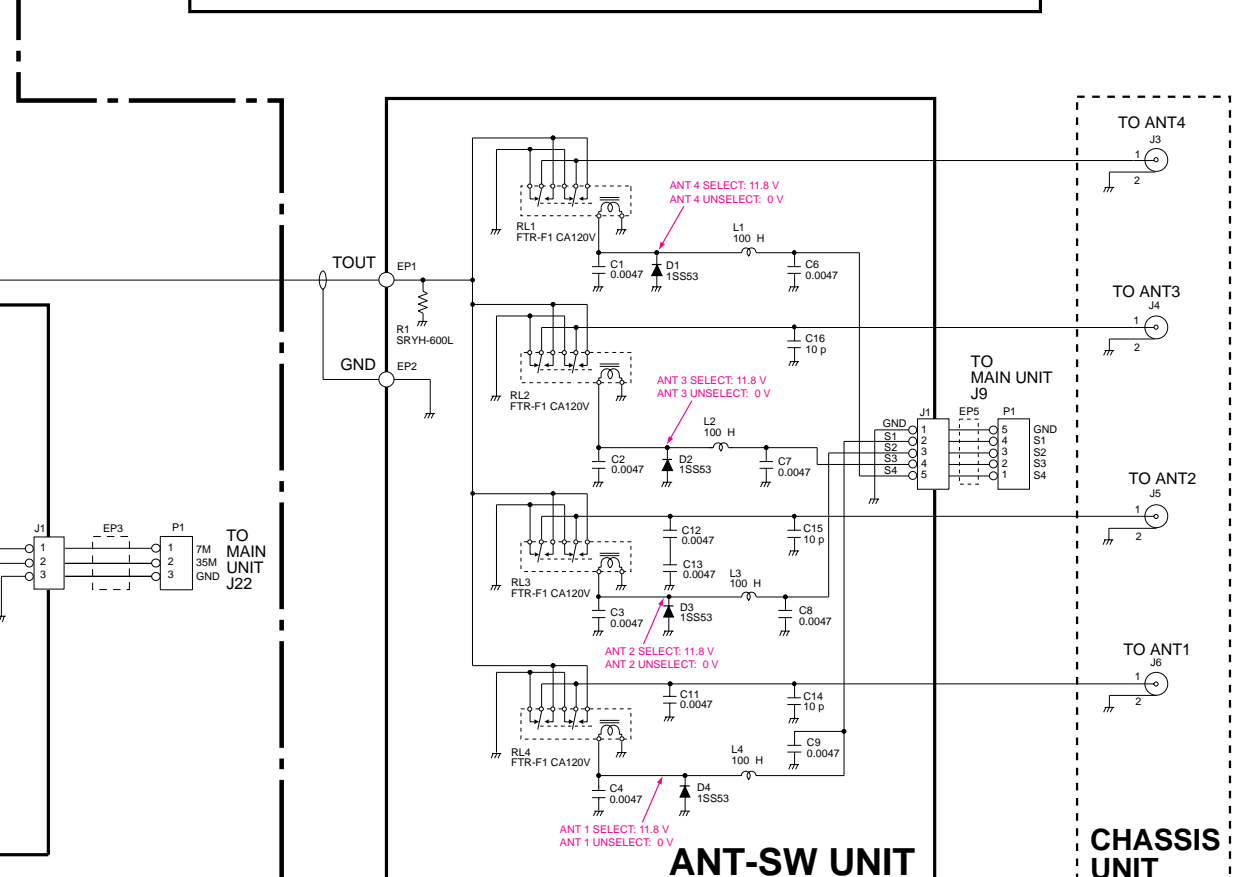 TO ANT4
J3
1
2
ANT 4 SELECT: 11.8 V
ANT 4 UNSELECT: 0 V
RL1
FTR-F1 CA120V
L1
100 H
C1
0.0047
D1
1SS53
C6
0.0047
TOUT
EP1
R1
SRYH-600L
GND
EP2
TO ANT3
J4
1
2
C16
10 p
RL2
FTR-F1 CA120V
ANT 3 SELECT: 11.8 V
ANT 3 UNSELECT: 0 V
L2
100 H
C2
0.0047
D2
1SS53
C7
0.0047
TO
MAIN UNIT
J9
J1
EP5
P1
GND 1 5 GND
S1 2 4 S1
S2 3 3 S2
S3 4 2 S3
S4 5 1 S4
TO ANT2
J5
1
2
C12
0.0047
C15
10 p
C13
0.0047
RL3
FTR-F1 CA120V
L3
100 H
C3
0.0047
D3
1SS53
C8
0.0047
ANT 2 SELECT: 11.8 V
ANT 2 UNSELECT: 0 V
J1
EP3
P1
1 1 7M
2 2 35M
3 3 GND
TO
MAIN
UNIT
J22
TO ANT1
J6
1
2
C11
0.0047
C14
10 p
RL4
FTR-F1 CA120V
C9
0.0047
L4
100 H
C4
0.0047
D4
1SS53
ANT 1 SELECT: 11.8 V
ANT 1 UNSELECT: 0 V
ANT-SW UNIT
CHASSIS
UNIT